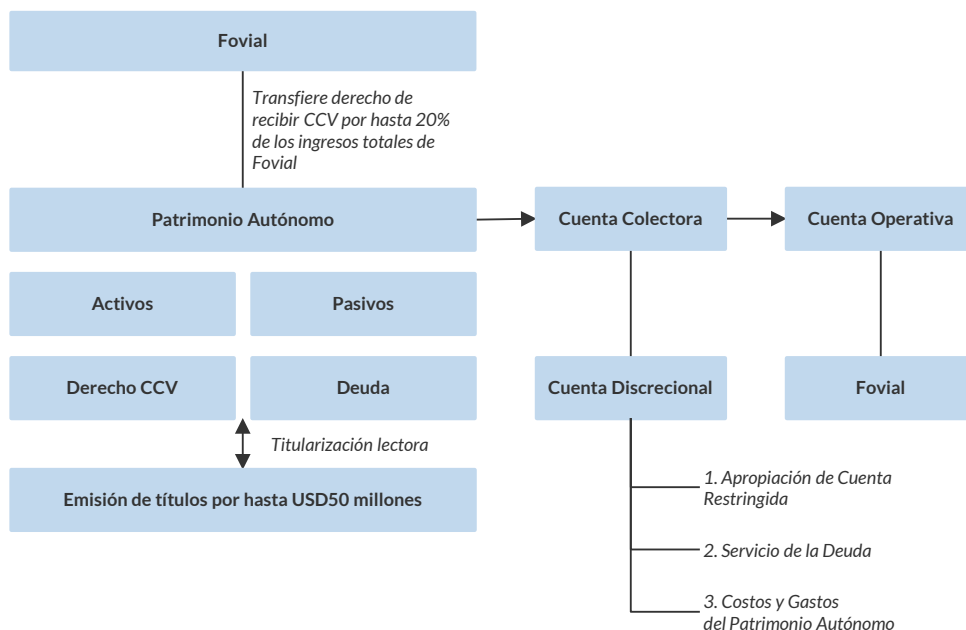 Fovial
Transfiere derecho de
recibir CCV por hasta 20%
de los ingresos totales de
Fovial
Patrimonio Autónomo
Cuenta Colectora
Cuenta Operativa
Activos
Pasivos
Derecho CCV
Deuda
Cuenta Discrecional
Fovial
Titularización lectora
Emisión de títulos por hasta USD50 millones
1. Apropiación de Cuenta
Restringida
2. Servicio de la Deuda
3. Costos y Gastos
del Patrimonio Autónomo